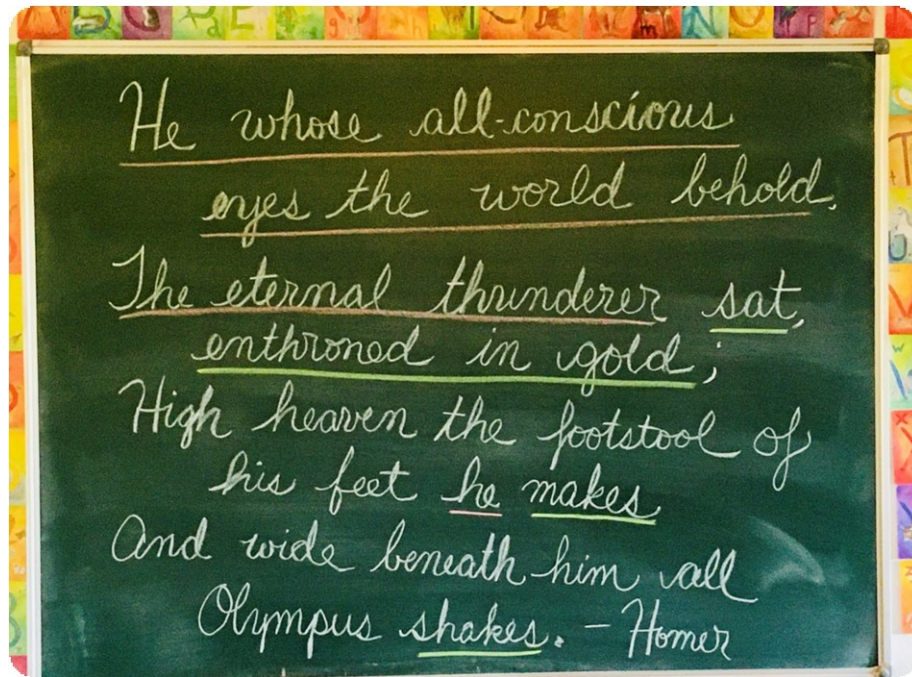 He whose all-conscious
eyes the world behold,
The eternal thunderer sat,
enthroned in gold;
High heaven the footstool of
his feet he makes
And wide beneath him all
Olympus shakes. - Homer